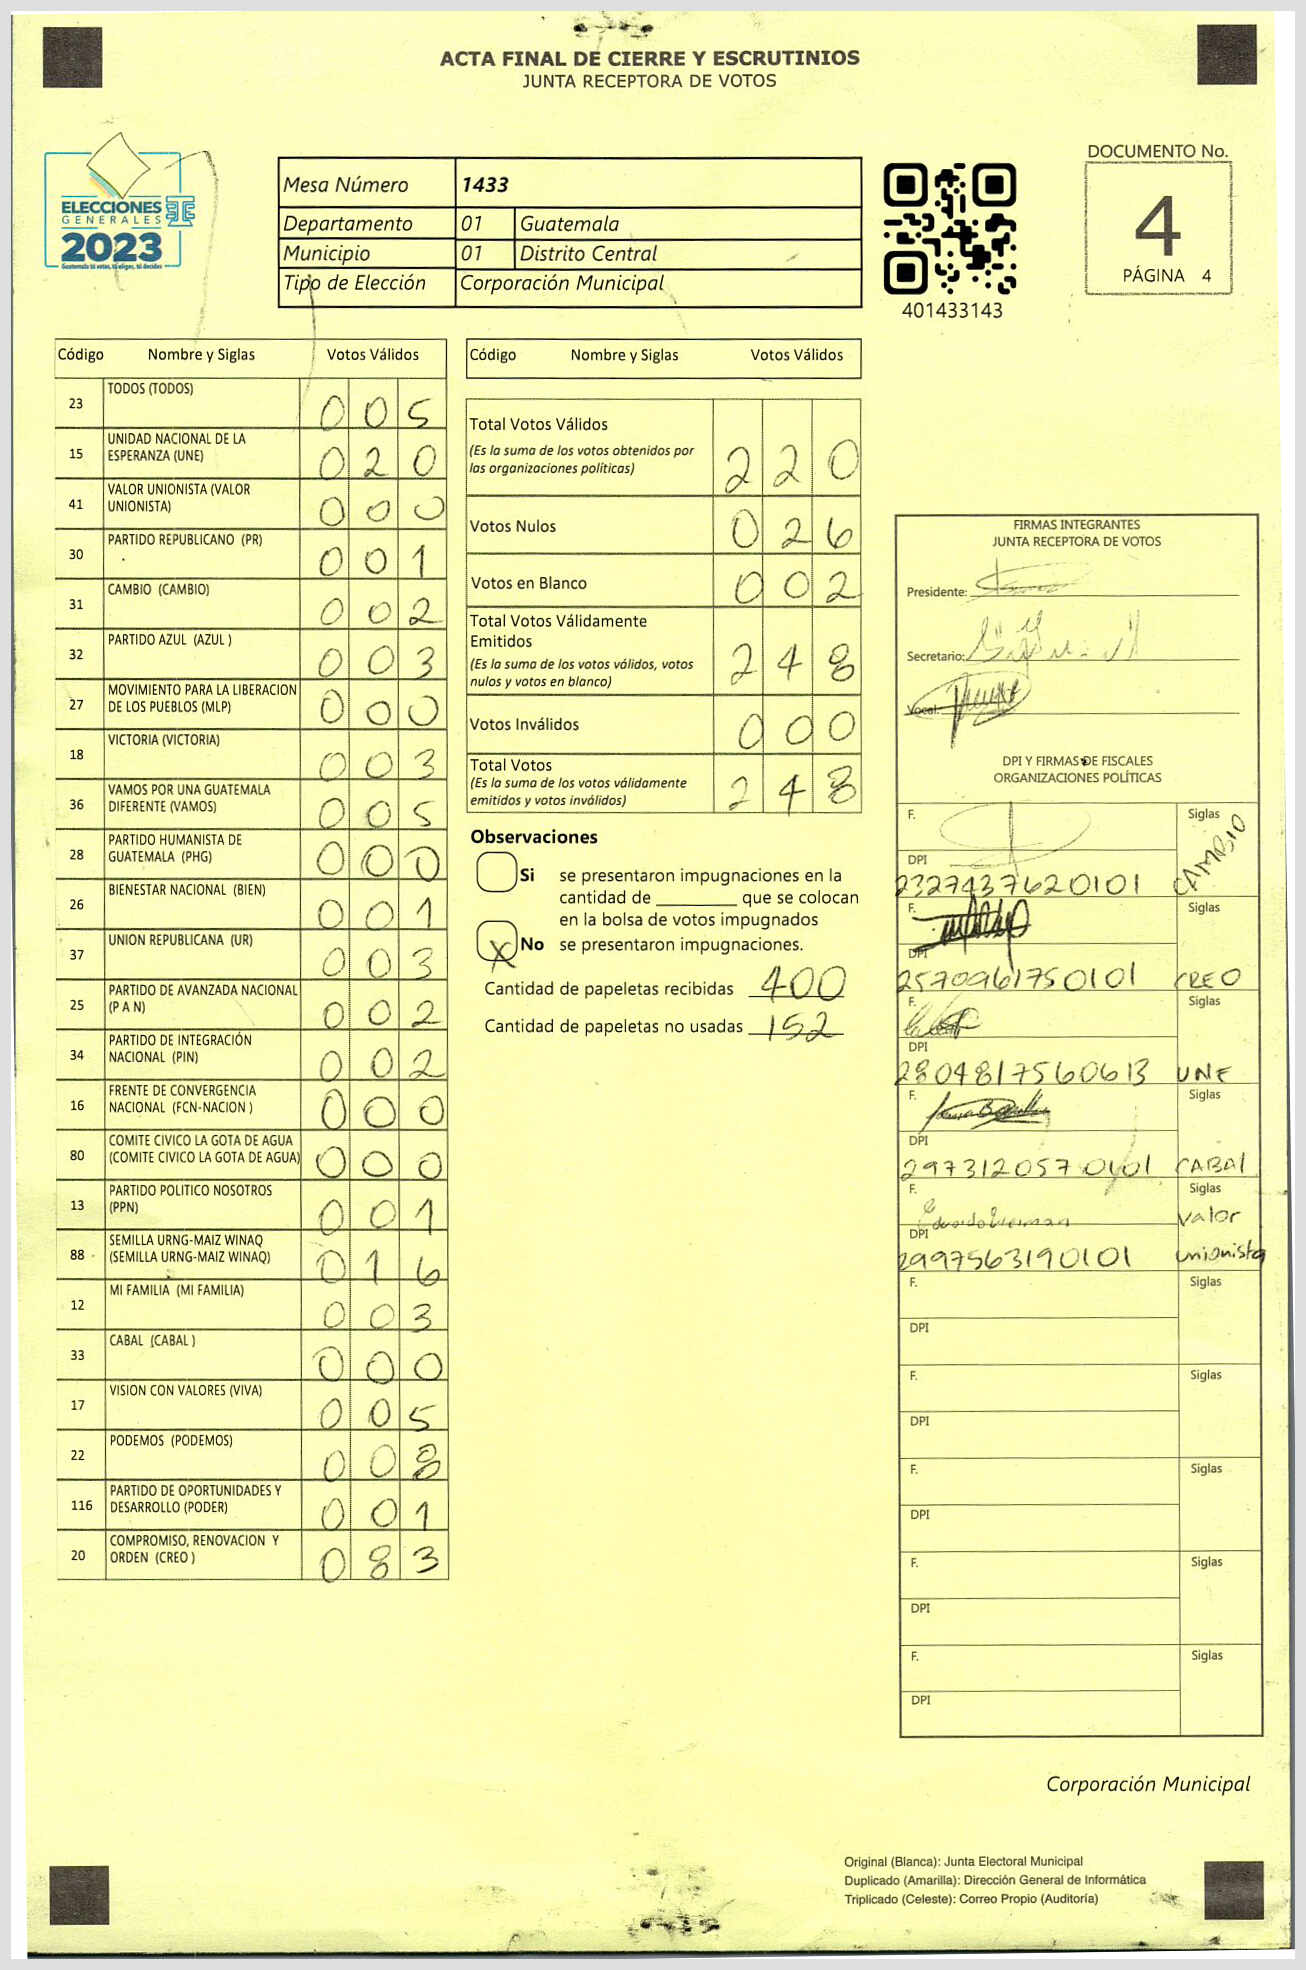 ACTA FINAL DE CIERRE Y ESCRUTINIOS
JUNTA RECEPTORA DE VOTOS
ELECCIONES
GENERALES
2023
Guatemala tú votas, tú eliges, tú decides
Mesa Número 1433
Departamento 01 Guatemala
Municipio 01 Distrito Central
Tipo de Elección Corporación Municipal
401433143
DOCUMENTO No.
4
PÁGINA 4
Código Nombre y Siglas Votos Válidos
23 TODOS (TODOS) 0 0 5
15 UNIDAD NACIONAL DE LA
ESPERANZA (UNE) 0 2 0
41 VALOR UNIONISTA (VALOR
UNIONISTA) 0 0 0
30 PARTIDO REPUBLICANO (PR) 0 0 1
31 CAMBIO (CAMBIO) 0 0 2
32 PARTIDO AZUL (AZUL ) 0 0 3
27 MOVIMIENTO PARA LA LIBERACION
DE LOS PUEBLOS (MLP) 0 0 0
18 VICTORIA (VICTORIA) 0 0 3
36 VAMOS POR UNA GUATEMALA
DIFERENTE (VAMOS) 0 0 5
28 PARTIDO HUMANISTA DE
GUATEMALA (PHG) 0 0 0
26 BIENESTAR NACIONAL (BIEN) 0 0 1
37 UNION REPUBLICANA (UR) 0 0 3
25 PARTIDO DE AVANZADA NACIONAL
(P A N) 0 0 2
34 PARTIDO DE INTEGRACIÓN
NACIONAL (PIN) 0 0 2
16 FRENTE DE CONVERGENCIA
NACIONAL (FCN-NACION ) 0 0 0
80 COMITE CIVICO LA GOTA DE AGUA
(COMITE CIVICO LA GOTA DE AGUA) 0 0 0
13 PARTIDO POLITICO NOSOTROS
(PPN) 0 0 1
88 SEMILLA URNG-MAIZ WINAQ
(SEMILLA URNG-MAIZ WINAQ) 0 1 6
12 MI FAMILIA (MI FAMILIA) 0 0 3
33 CABAL (CABAL ) 0 0 0
17 VISION CON VALORES (VIVA) 0 0 5
22 PODEMOS (PODEMOS) 0 0 8
116 PARTIDO DE OPORTUNIDADES Y
DESARROLLO (PODER) 0 0 1
20 COMPROMISO, RENOVACION Y
ORDEN (CREO ) 0 8 3
Código Nombre y Siglas Votos Válidos
Total Votos Válidos
(Es la suma de los votos obtenidos por
las organizaciones políticas) 2 2 0
Votos Nulos 0 2 6
Votos en Blanco 0 0 2
Total Votos Válidamente
Emitidos
(Es la suma de los votos válidos, votos
nulos y votos en blanco) 2 4 8
Votos Inválidos 0 0 0
Total Votos
(Es la suma de los votos válidamente
emitidos y votos inválidos) 2 4 8
Observaciones
Si se presentaron impugnaciones en la
cantidad de ________ que se colocan
en la bolsa de votos impugnados
X No se presentaron impugnaciones.
Cantidad de papeletas recibidas 400
Cantidad de papeletas no usadas 152
FIRMAS INTEGRANTES
JUNTA RECEPTORA DE VOTOS
Presidente:
Secretario:
Vocal:
DPI Y FIRMAS DE FISCALES
ORGANIZACIONES POLÍTICAS
F. Siglas
DPI
2327437620101 CAMBIO
F. Siglas
DPI
2570961750101 CREO
F. Siglas
DPI
2804817560613 UNE
F. Siglas
DPI
2973120570101 CABAL
F. Siglas
DPI valor
2997563190101 unionista
F. Siglas
DPI
F. Siglas
DPI
F. Siglas
DPI
F. Siglas
DPI
F. Siglas
DPI
Corporación Municipal
Original (Blanca): Junta Electoral Municipal
Duplicado (Amarilla): Dirección General de Informática
Triplicado (Celeste): Correo Propio (Auditoría)